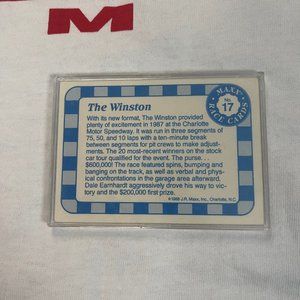 M
MAXX
RACE CARDS
No.
17
The Winston
With its new format, The Winston provided
plenty of excitement in 1987 at the Charlotte
Motor Speedway. It was run in three segments of
75, 50, and 10 laps with a ten-minute break
between segments for pit crews to make adjust-
ments. The 20 most-recent winners on the stock
car tour qualified for the event. The purse. . .
$600,000! The race featured spins, bumping and
banging on the track, as well as verbal and phys-
ical confrontations in the garage area afterward.
Dale Earnhardt aggressively drove his way to vic-
tory and the $200,000 first prize.
©1988 J.R. Maxx, Inc., Charlotte, N.C.